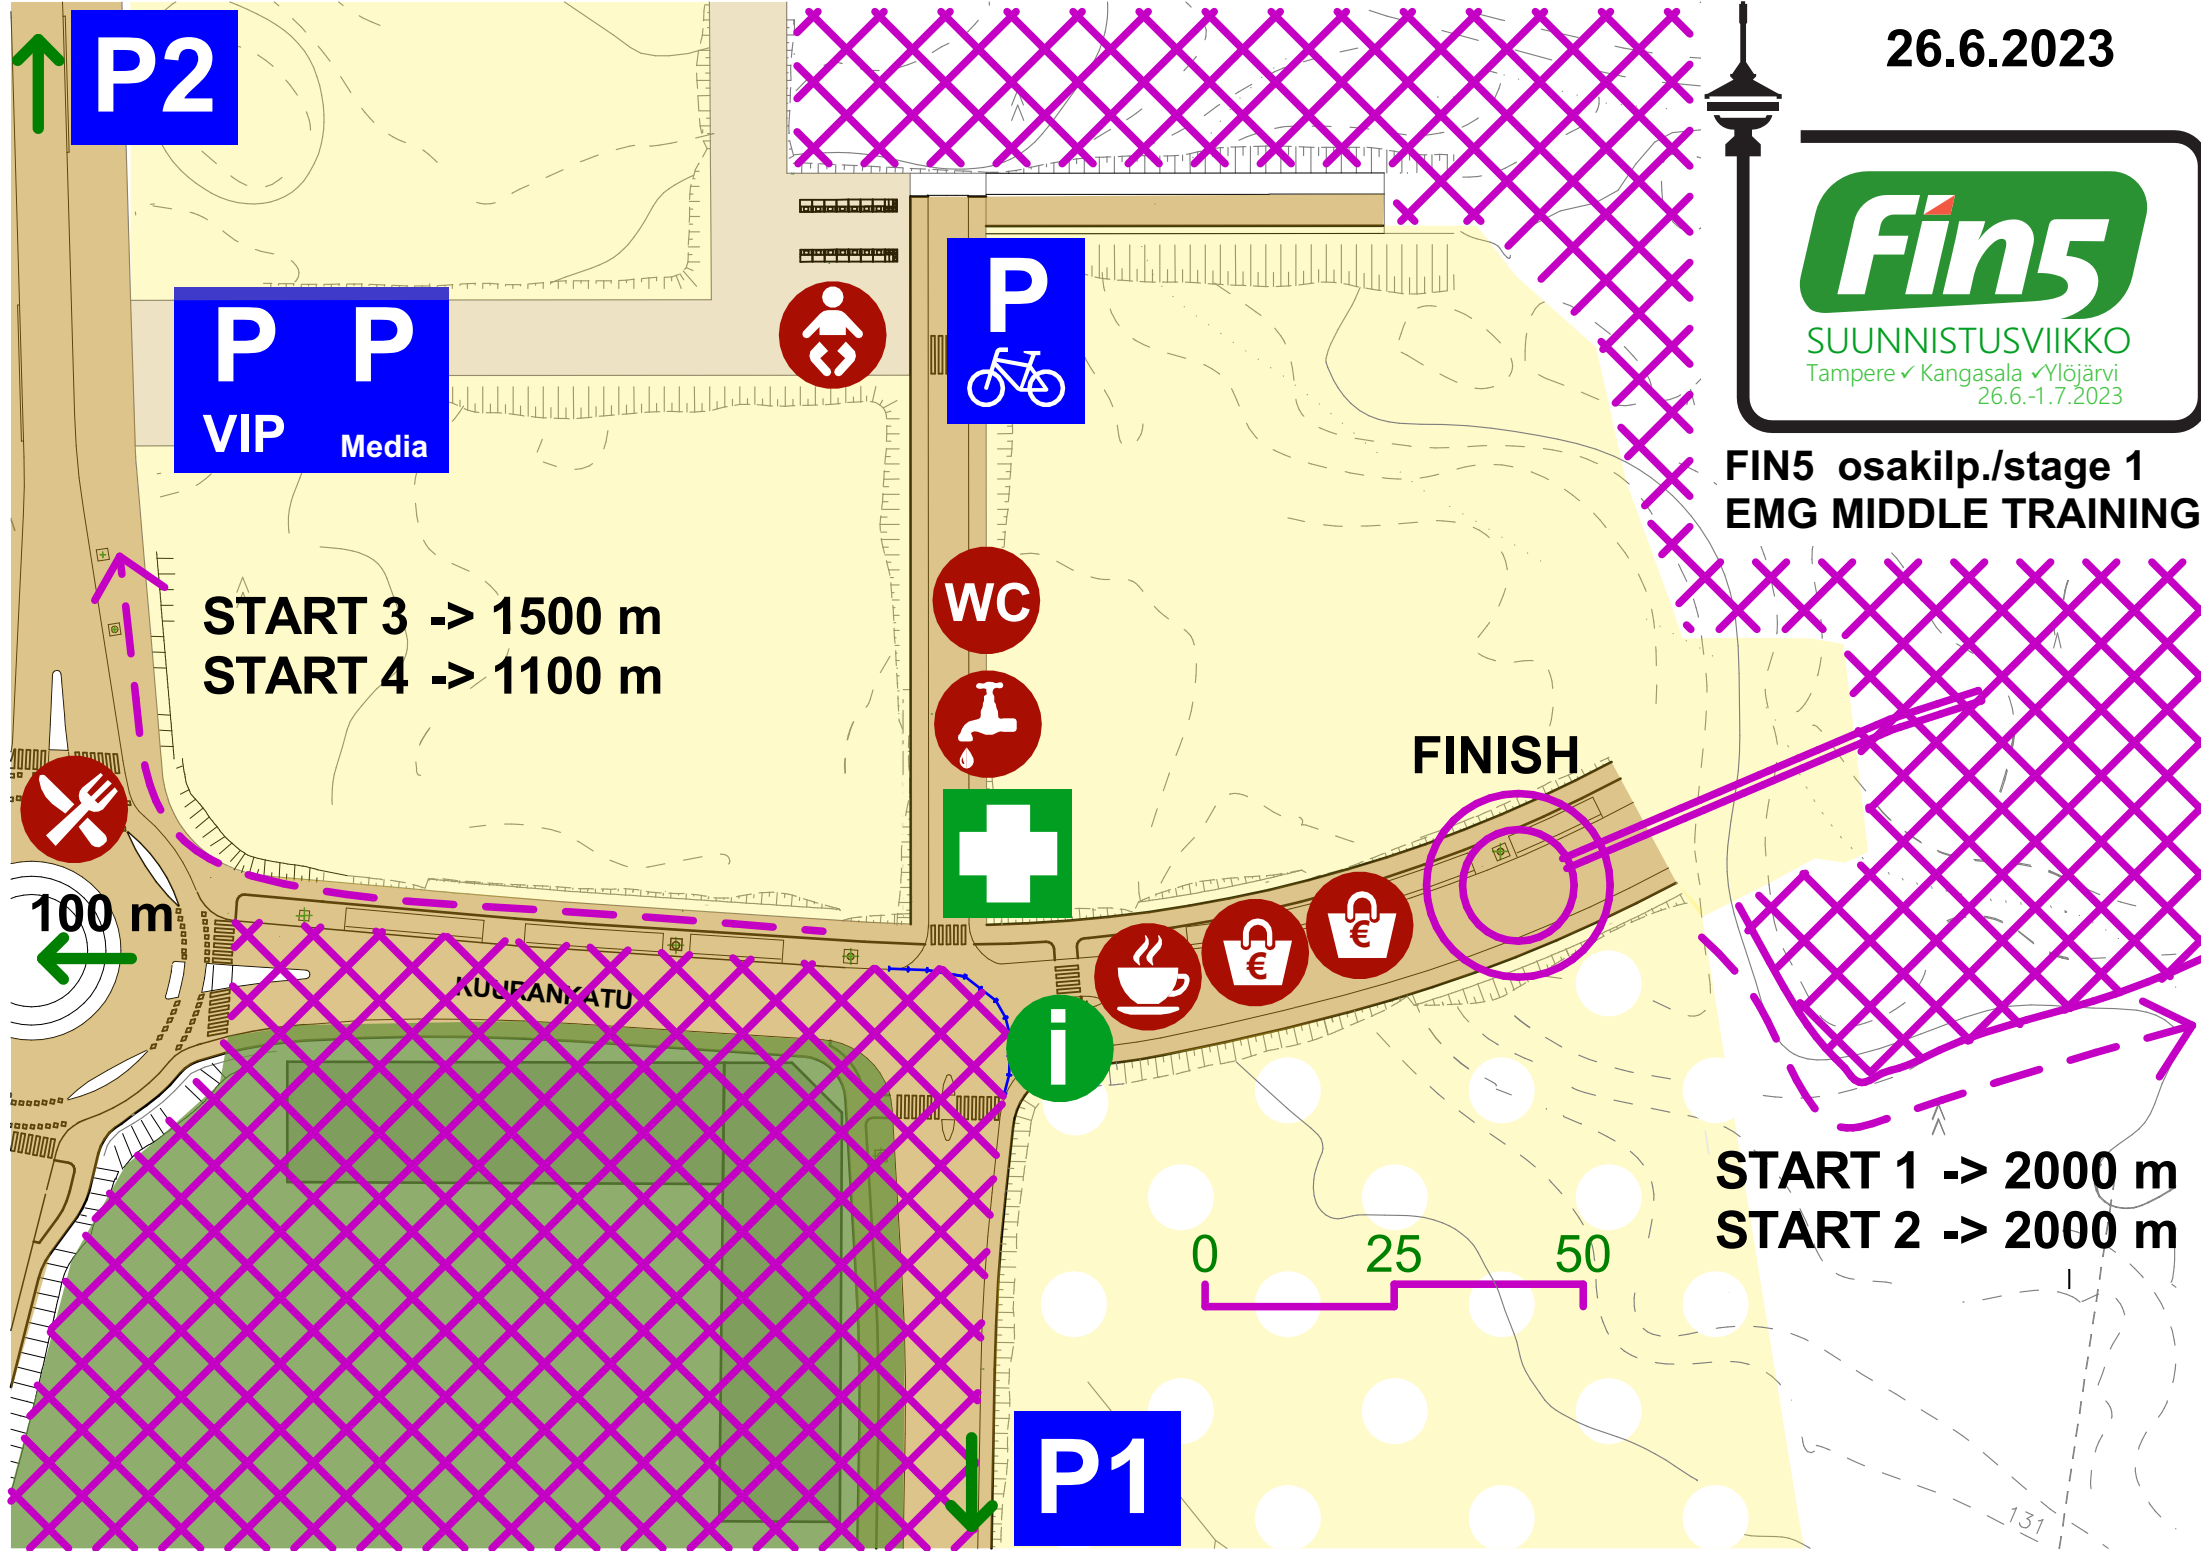 P2
26.6.2023
Fin5
SUUNNISTUSVIIKKO
Tampere ✓ Kangasala ✓Ylöjärvi
26.6.-1.7.2023
FIN5 osakilp./stage 1
EMG MIDDLE TRAINING
P P
VIP Media
P
START 3 -> 1500 m
START 4 -> 1100 m
WC
FINISH
100 m
KUURANKATU
€
€
i
START 1 -> 2000 m
START 2 -> 2000 m
0 25 50
P1
131